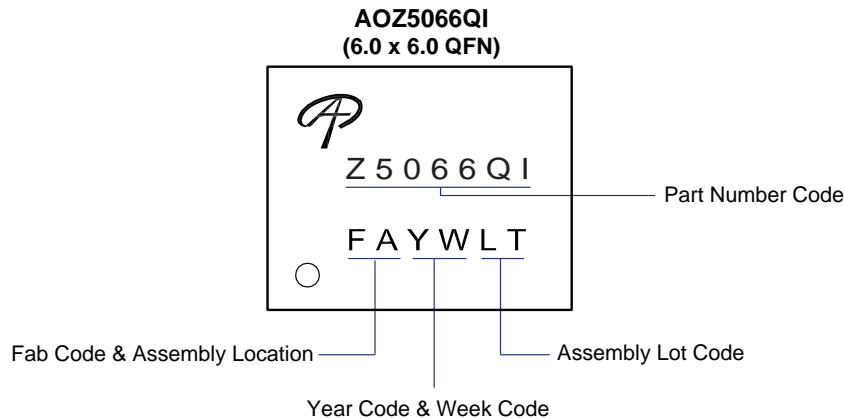 AOZ5066QI
(6.0 x 6.0 QFN)
Z5066QI
Part Number Code
FAYWLT
Fab Code & Assembly Location
Assembly Lot Code
Year Code & Week Code